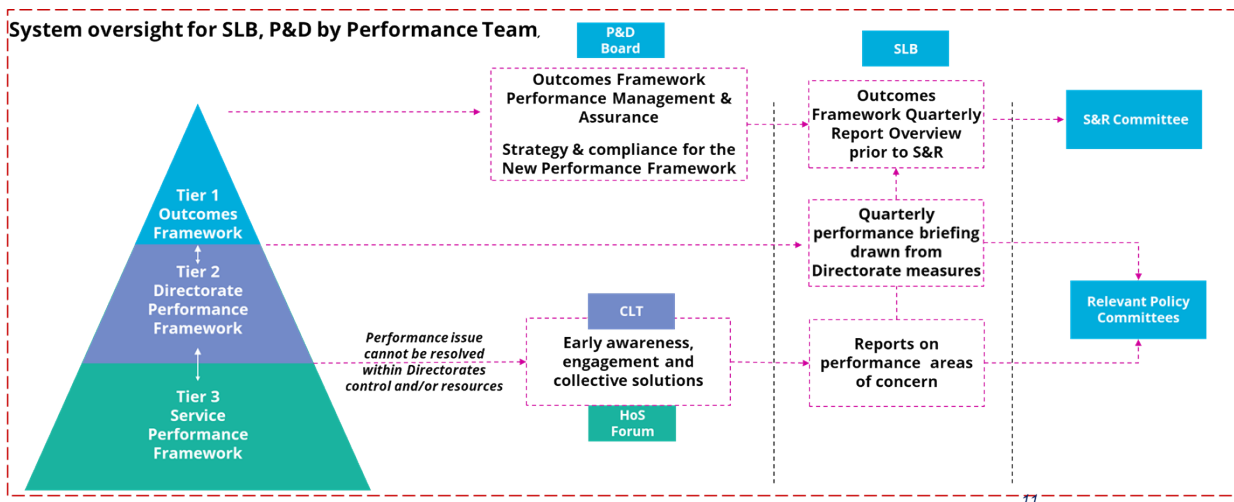 System oversight for SLB, P&D by Performance Team,
P&D
Board
SLB
Outcomes Framework
Performance Management &
Assurance
Strategy & compliance for the
New Performance Framework
Outcomes
Framework Quarterly
Report Overview
prior to S&R
S&R Committee
Tier 1
Outcomes
Framework
Quarterly
performance briefing
drawn from
Directorate measures
Tier 2
Directorate
Performance
Framework
Relevant Policy
Committees
CLT
Performance issue
cannot be resolved
within Directorates
control and/or resources
Early awareness,
engagement and
collective solutions
Reports on
performance areas
of concern
Tier 3
Service
Performance
Framework
HoS
Forum
11